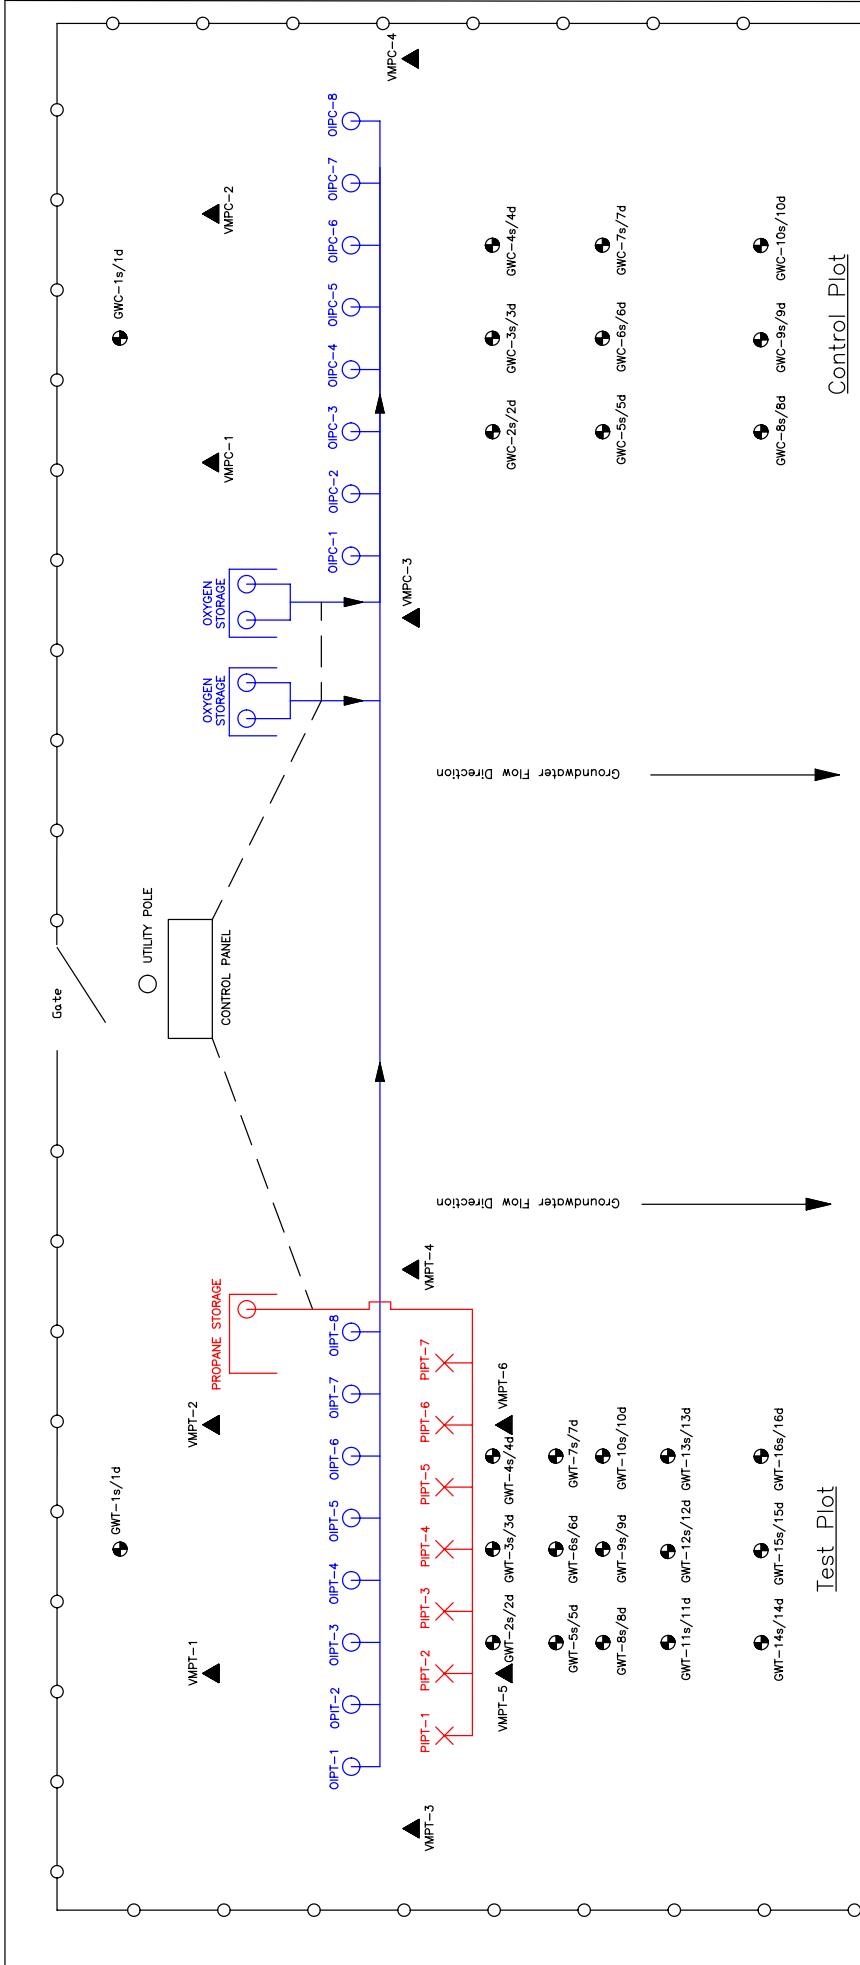 Gate
UTILITY POLE
CONTROL PANEL
GWT-1s/1d
GWC-1s/1d
VMPT-1
VMPT-2
VMPC-1
VMPC-2
PROPANE STORAGE
OXYGEN
STORAGE
OXYGEN
STORAGE
OIPT-1
OPIT-2
OIPT-3
OIPT-4
OIPT-5
OIPT-6
OIPT-7
OIPT-8
OIPC-1
OIPC-2
OIPC-3
OIPC-4
OIPC-5
OIPC-6
OIPC-7
OIPC-8
VMPT-3
VMPT-4
VMPC-3
VMPC-4
PIPT-1
PIPT-2
PIPT-3
PIPT-4
PIPT-5
PIPT-6
PIPT-7
VMPT-5
VMPT-6
GWT-2s/2d
GWT-3s/3d
GWT-4s/4d
GWC-2s/2d
GWC-3s/3d
GWC-4s/4d
Groundwater Flow Direction
Groundwater Flow Direction
GWT-5s/5d
GWT-6s/6d
GWT-7s/7d
GWT-8s/8d
GWT-9s/9d
GWT-10s/10d
GWC-5s/5d
GWC-6s/6d
GWC-7s/7d
GWT-11s/11d
GWT-12s/12d
GWT-13s/13d
GWT-14s/14d
GWT-15s/15d
GWT-16s/16d
GWC-8s/8d
GWC-9s/9d
GWC-10s/10d
Test Plot
Control Plot